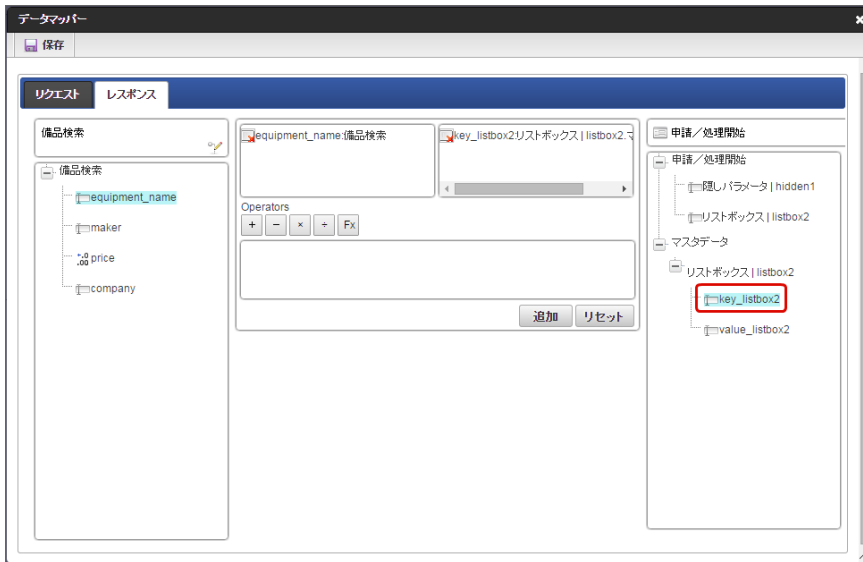 データマッパー
保存
リクエスト
レスポンス
備品検索
備品検索
equipment_name
maker
price
company
equipment_name:備品検索
key_listbox2:リストボックス | listbox2.マ
Operators
+ − × ÷ Fx
追加
リセット
申請/処理開始
申請/処理開始
隠しパラメータ | hidden1
リストボックス | listbox2
マスタデータ
リストボックス | listbox2
key_listbox2
value_listbox2